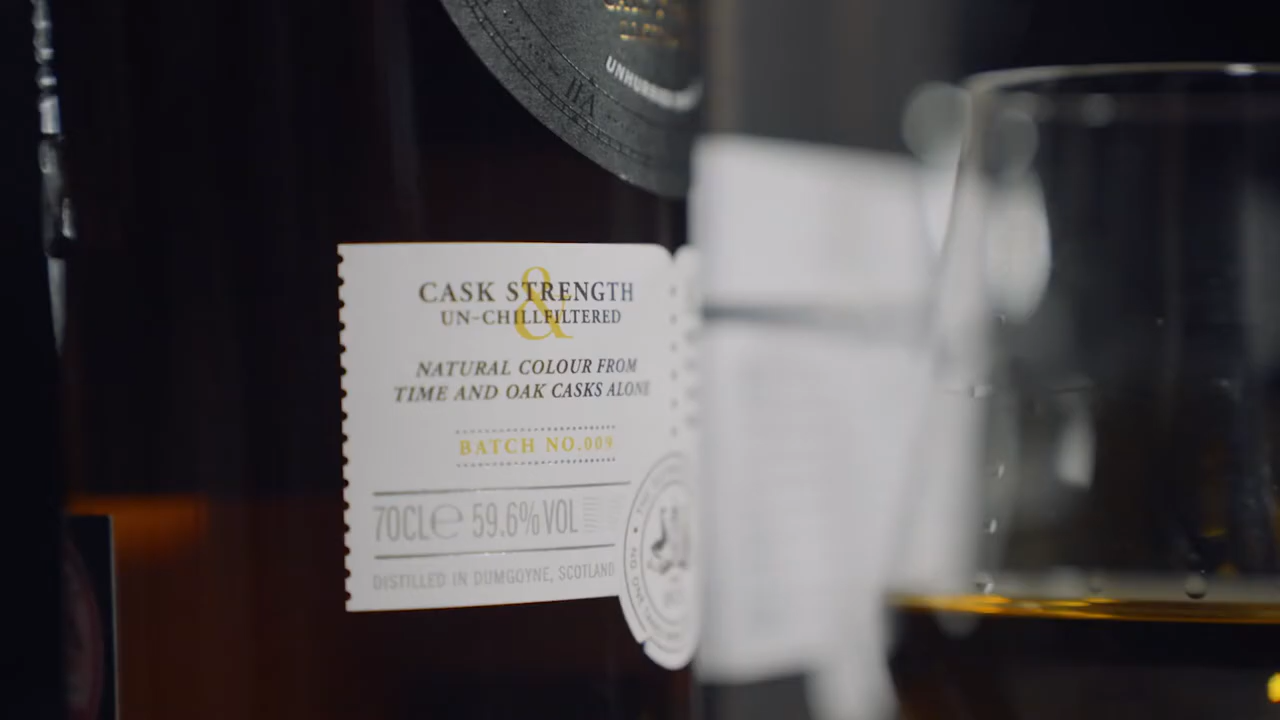 CASK STRENGTH
&
UN-CHILLFILTERED
NATURAL COLOUR FROM
TIME AND OAK CASKS ALONE
BATCH NO.009
70CL℮ 59.6%VOL
DISTILLED IN DUMGOYNE, SCOTLAND